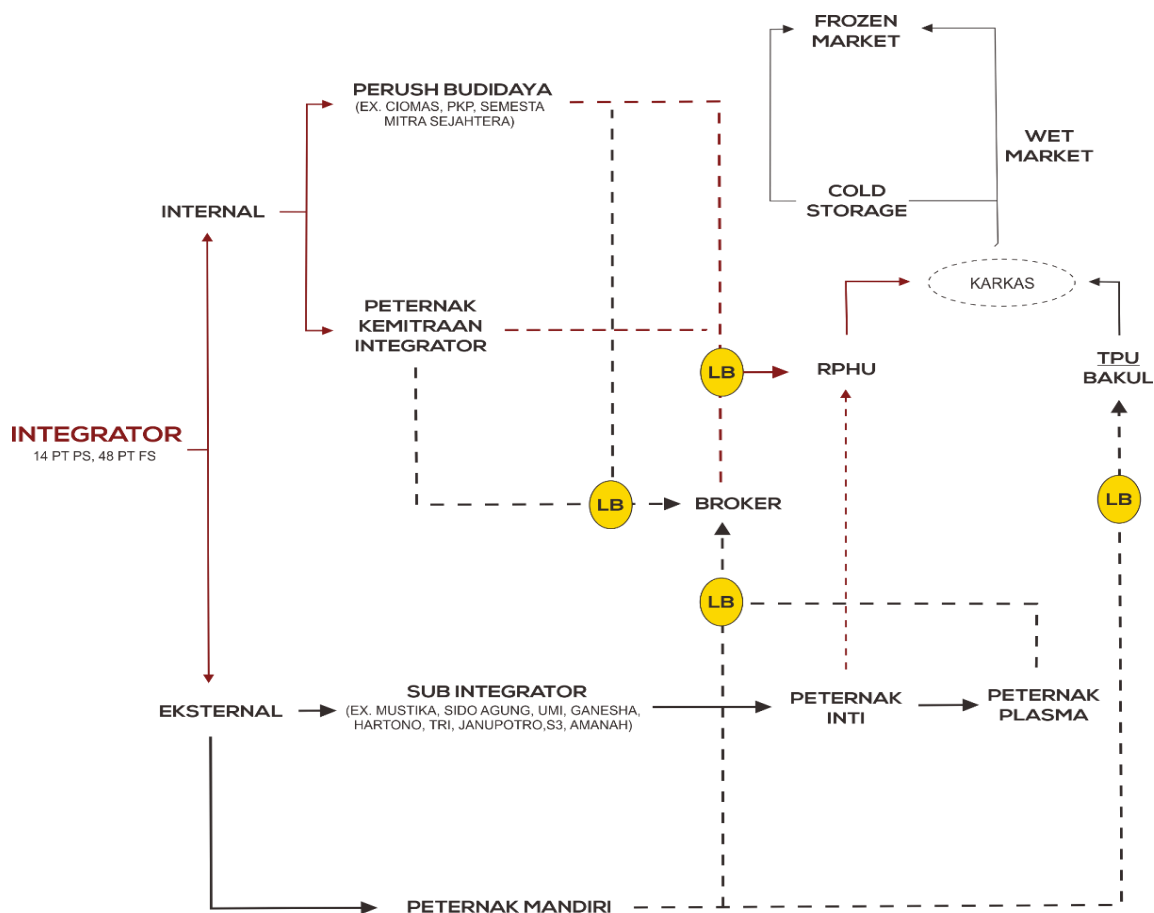 FROZEN
MARKET
PERUSH BUDIDAYA
(EX. CIOMAS, PKP, SEMESTA
MITRA SEJAHTERA)
WET
MARKET
COLD
STORAGE
INTERNAL
KARKAS
PETERNAK
KEMITRAAN
INTEGRATOR
LB
RPHU
TPU
BAKUL
INTEGRATOR
14 PT PS, 48 PT FS
LB
BROKER
LB
LB
EKSTERNAL
SUB INTEGRATOR
(EX. MUSTIKA, SIDO AGUNG, UMI, GANESHA,
HARTONO, TRI, JANUPOTRO,S3, AMANAH)
PETERNAK
INTI
PETERNAK
PLASMA
PETERNAK MANDIRI